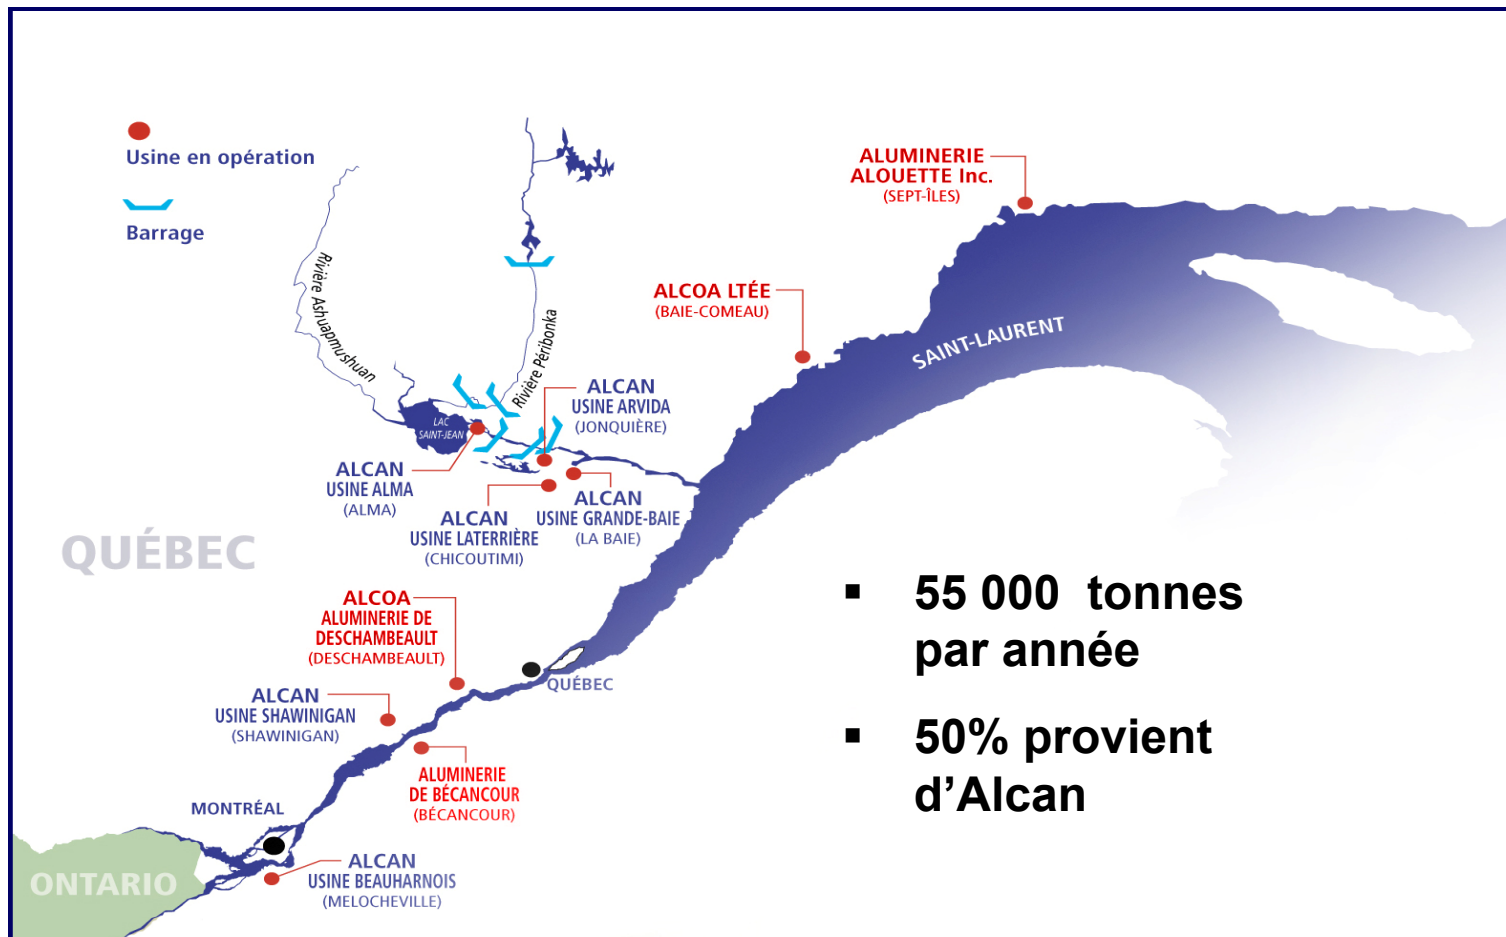 Usine en opération
Barrage
Rivière Ashuapmushuan
Rivière Péribonka
ALUMINERIE
ALOUETTE Inc.
(SEPT-ÎLES)
ALCOA LTÉE
(BAIE-COMEAU)
SAINT-LAURENT
ALCAN
USINE ARVIDA
(JONQUIÈRE)
LAC
SAINT-JEAN
ALCAN
USINE ALMA
(ALMA)
ALCAN
USINE LATERRIÈRE
(CHICOUTIMI)
ALCAN
USINE GRANDE-BAIE
(LA BAIE)
QUÉBEC
ALCOA
ALUMINERIE DE
DESCHAMBEAULT
(DESCHAMBEAULT)
QUÉBEC
ALCAN
USINE SHAWINIGAN
(SHAWINIGAN)
ALUMINERIE
DE BÉCANCOUR
(BÉCANCOUR)
MONTRÉAL
ALCAN
USINE BEAUHARNOIS
(MELOCHEVILLE)
ONTARIO
▪ 55 000 tonnes
par année
▪ 50% provient
d’Alcan